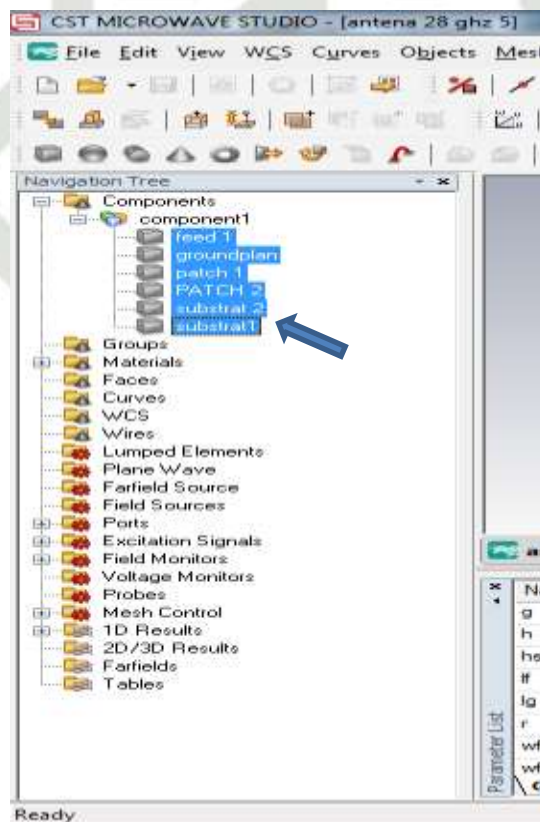 CST MICROWAVE STUDIO - [antena 28 ghz 5]
File Edit View WCS Curves Objects Mesh
Navigation Tree
Components
component1
feed 1
groundplan
patch 1
PATCH 2
substrat 2
substrat1
Groups
Materials
Faces
Curves
WCS
Wires
Lumped Elements
Plane Wave
Farfield Source
Field Sources
Ports
Excitation Signals
Field Monitors
Voltage Monitors
Probes
Mesh Control
1D Results
2D/3D Results
Farfields
Tables
g
h
lg
r
Parameter List
Ready